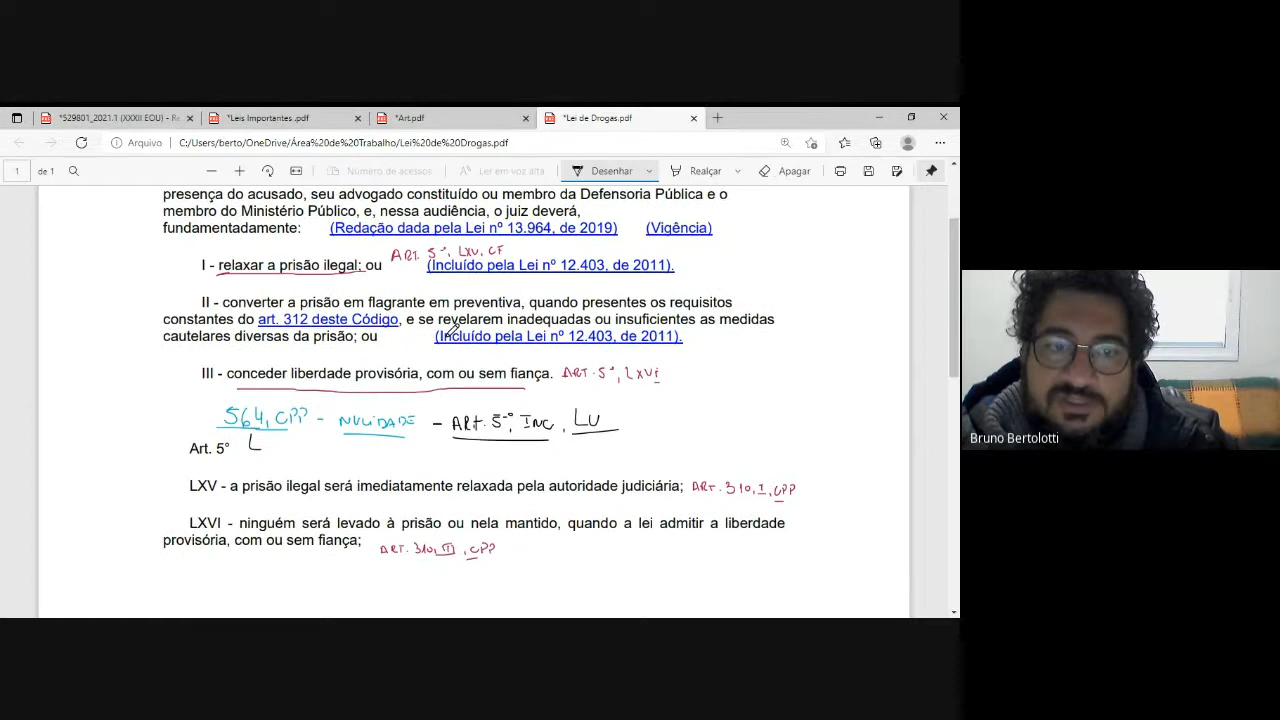 *529801_2021.1 (XXXII EOU) - Re
*Leis Importantes .pdf
*Art.pdf
*Lei de Drogas.pdf
Arquivo
C:/Users/berto/OneDrive/Área%20de%20Trabalho/Lei%20de%20Drogas.pdf
1
de 2
Número de acessos
Ler em voz alta
Desenhar
Realçar
Apagar
presença do acusado, seu advogado constituído ou membro da Defensoria Pública e o
membro do Ministério Público, e, nessa audiência, o juiz deverá,
fundamentadamente: (Redação dada pela Lei nº 13.964, de 2019) (Vigência)
ART. 5º, LXV, CF
I - relaxar a prisão ilegal; ou (Incluído pela Lei nº 12.403, de 2011).
II - converter a prisão em flagrante em preventiva, quando presentes os requisitos
constantes do art. 312 deste Código, e se revelarem inadequadas ou insuficientes as medidas
cautelares diversas da prisão; ou (Incluído pela Lei nº 12.403, de 2011).
III - conceder liberdade provisória, com ou sem fiança. ART. 5º, LXVI
564, CPP - NULIDADE - ART. 5º, INC, LV
Art. 5° L
LXV - a prisão ilegal será imediatamente relaxada pela autoridade judiciária; ART. 310, I, CPP
LXVI - ninguém será levado à prisão ou nela mantido, quando a lei admitir a liberdade
provisória, com ou sem fiança; ART. 310, III, CPP
Bruno Bertolotti